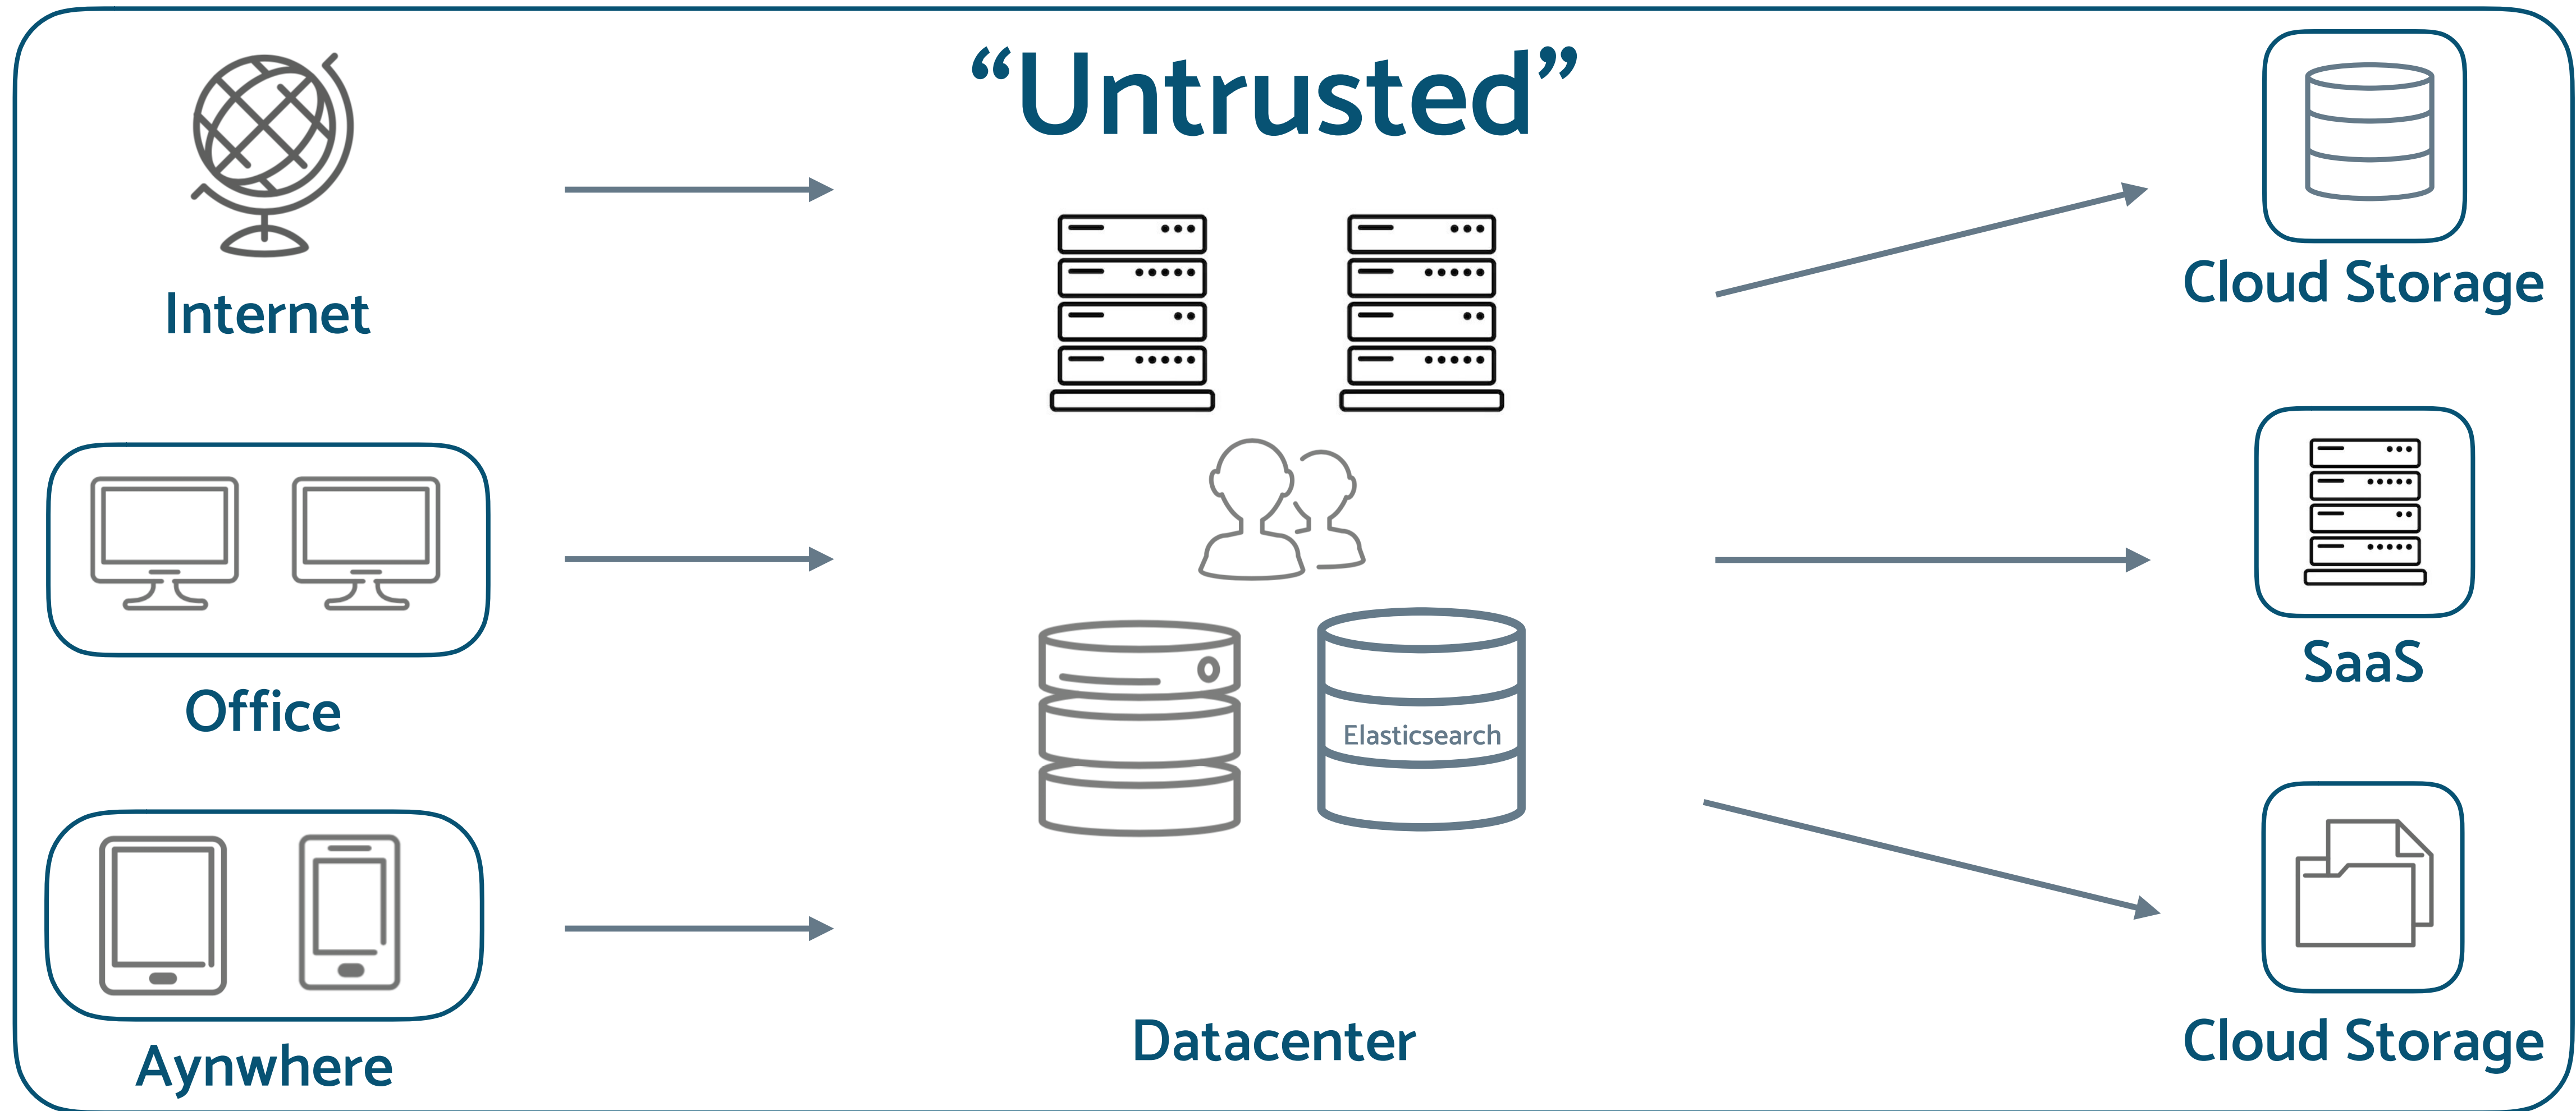 “Untrusted”
Internet
Cloud Storage
Office
Elasticsearch
SaaS
Aynwhere
Datacenter
Cloud Storage